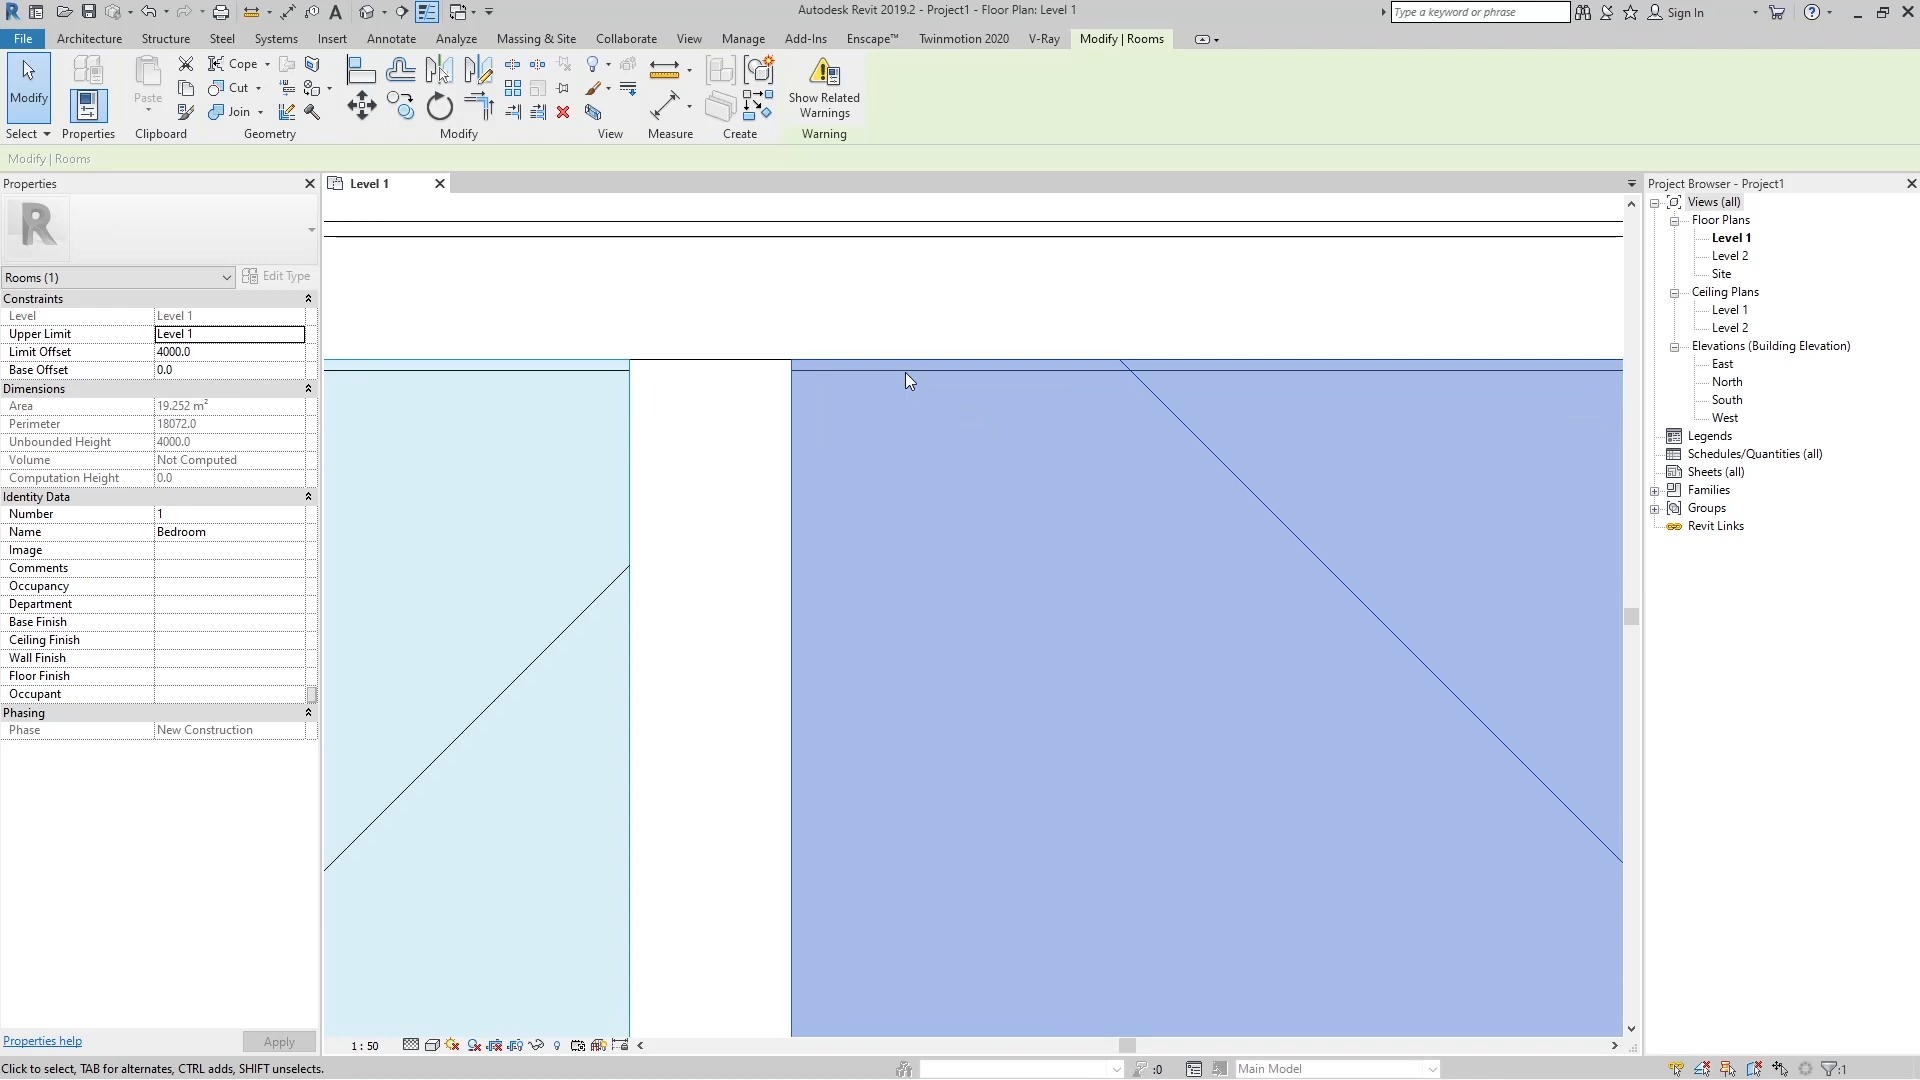 Autodesk Revit 2019.2 - Project1 - Floor Plan: Level 1
Type a keyword or phrase
Sign In
File Architecture Structure Steel Systems Insert Annotate Analyze Massing & Site Collaborate View Manage Add-Ins Enscape™ Twinmotion 2020 V-Ray Modify | Rooms
Modify
Paste
Cope
Cut
Join
Show Related
Warnings
Select Properties Clipboard Geometry Modify View Measure Create Warning
Modify | Rooms
Properties
R
Rooms (1)
Edit Type
Constraints
Level Level 1
Upper Limit Level 1
Limit Offset 4000.0
Base Offset 0.0
Dimensions
Area 19.252 m²
Perimeter 18072.0
Unbounded Height 4000.0
Volume Not Computed
Computation Height 0.0
Identity Data
Number 1
Name Bedroom
Image
Comments
Occupancy
Department
Base Finish
Ceiling Finish
Wall Finish
Floor Finish
Occupant
Phasing
Phase New Construction
Properties help
Apply
Level 1
1 : 50
Project Browser - Project1
Views (all)
Floor Plans
Level 1
Level 2
Site
Ceiling Plans
Level 1
Level 2
Elevations (Building Elevation)
East
North
South
West
Legends
Schedules/Quantities (all)
Sheets (all)
Families
Groups
Revit Links
Click to select, TAB for alternates, CTRL adds, SHIFT unselects.
:0
Main Model
:1